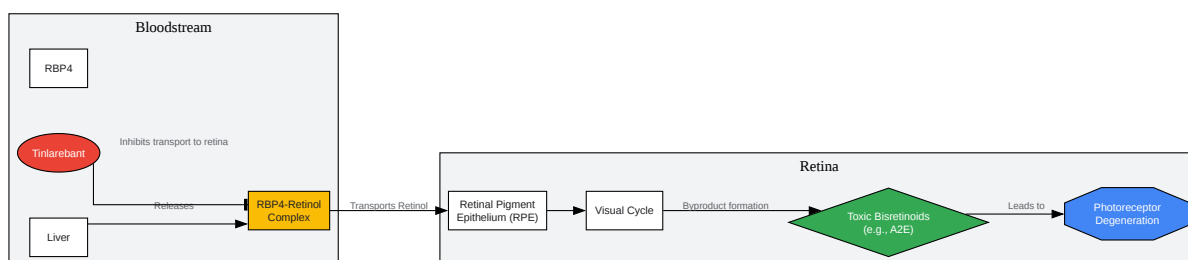 Bloodstream
RBP4
Tinlarebant
Inhibits transport to retina
Releases
Liver
RBP4-Retinol
Complex
Transports Retinol
Retina
Retinal Pigment
Epithelium (RPE)
Visual Cycle
Byproduct formation
Toxic Bisretinoids
(e.g., A2E)
Leads to
Photoreceptor
Degeneration